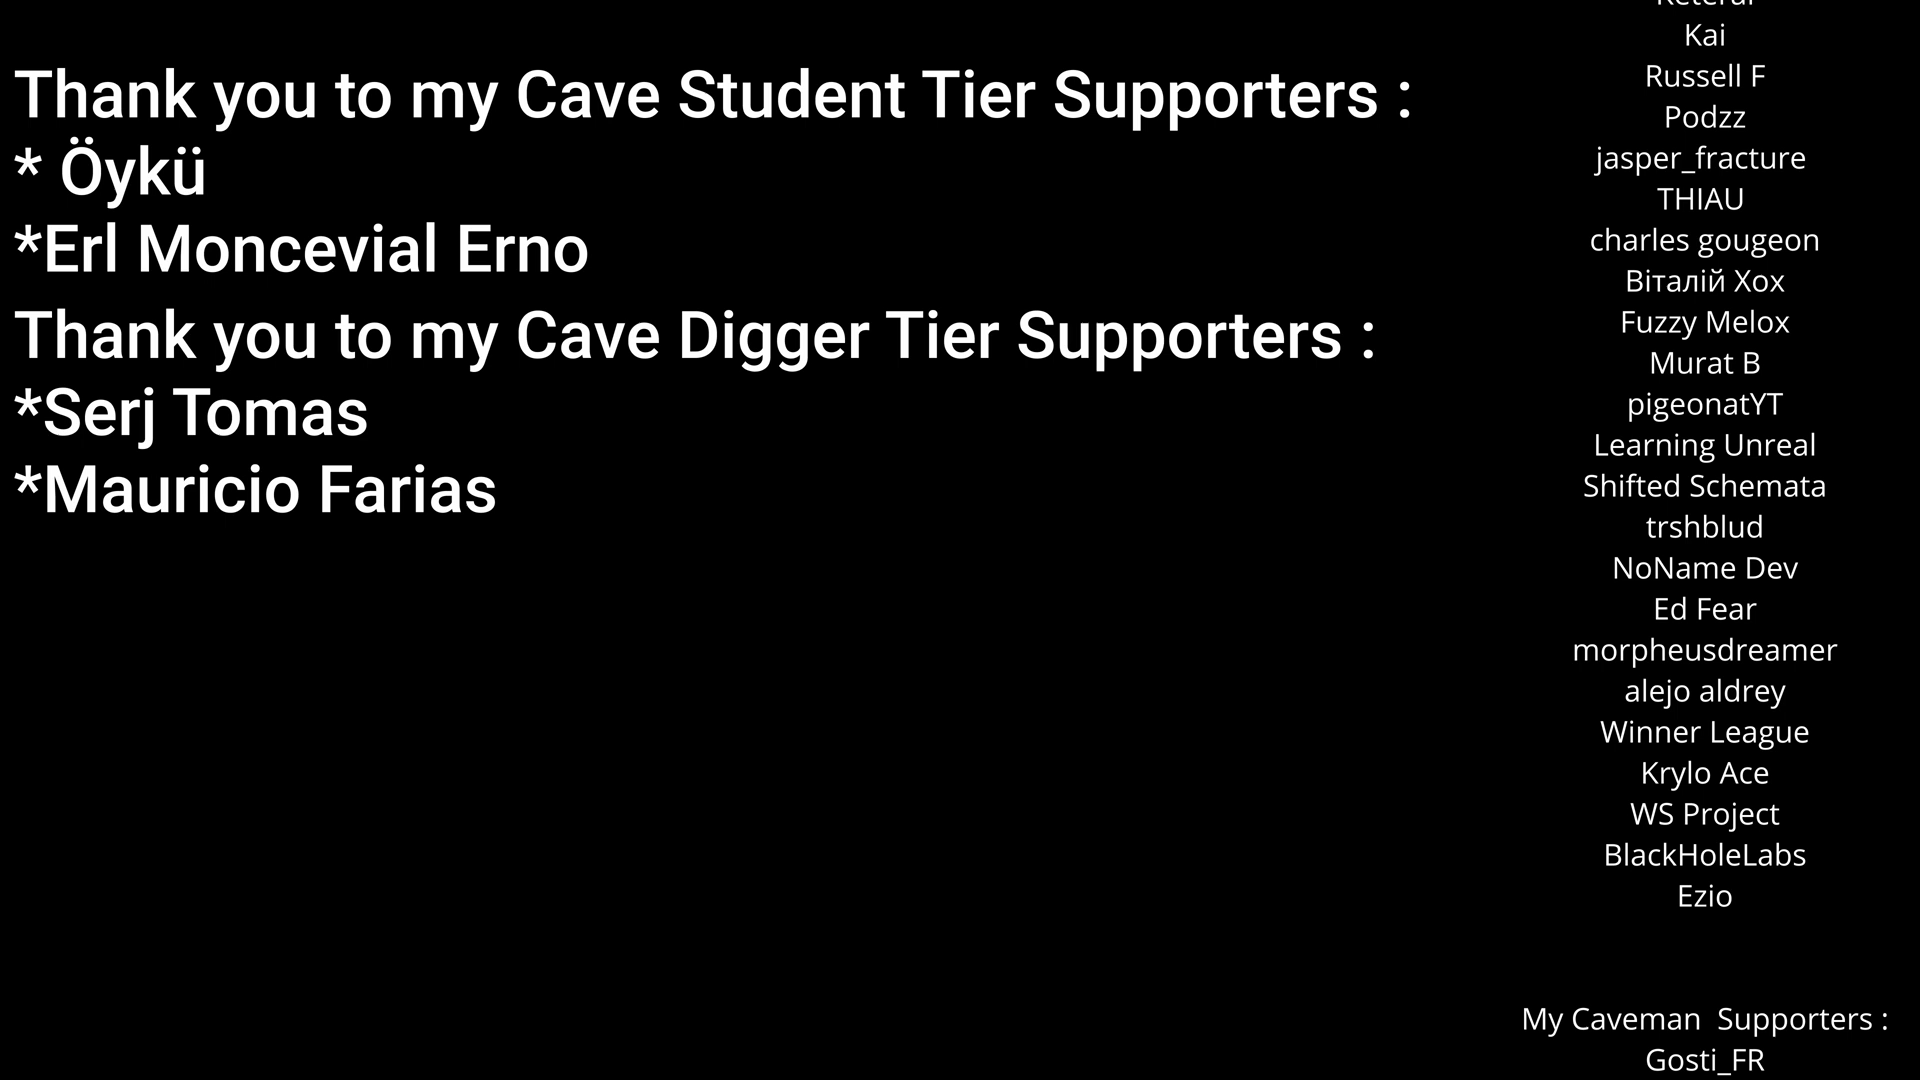 Thank you to my Cave Student Tier Supporters :
* Öykü
*Erl Moncevial Erno
Thank you to my Cave Digger Tier Supporters :
*Serj Tomas
*Mauricio Farias
Kai
Russell F
Podzz
jasper_fracture
THIAU
charles gougeon
Віталій Хох
Fuzzy Melox
Murat B
pigeonatYT
Learning Unreal
Shifted Schemata
trshblud
NoName Dev
Ed Fear
morpheusdreamer
alejo aldrey
Winner League
Krylo Ace
WS Project
BlackHoleLabs
Ezio
My Caveman  Supporters :
Gosti_FR